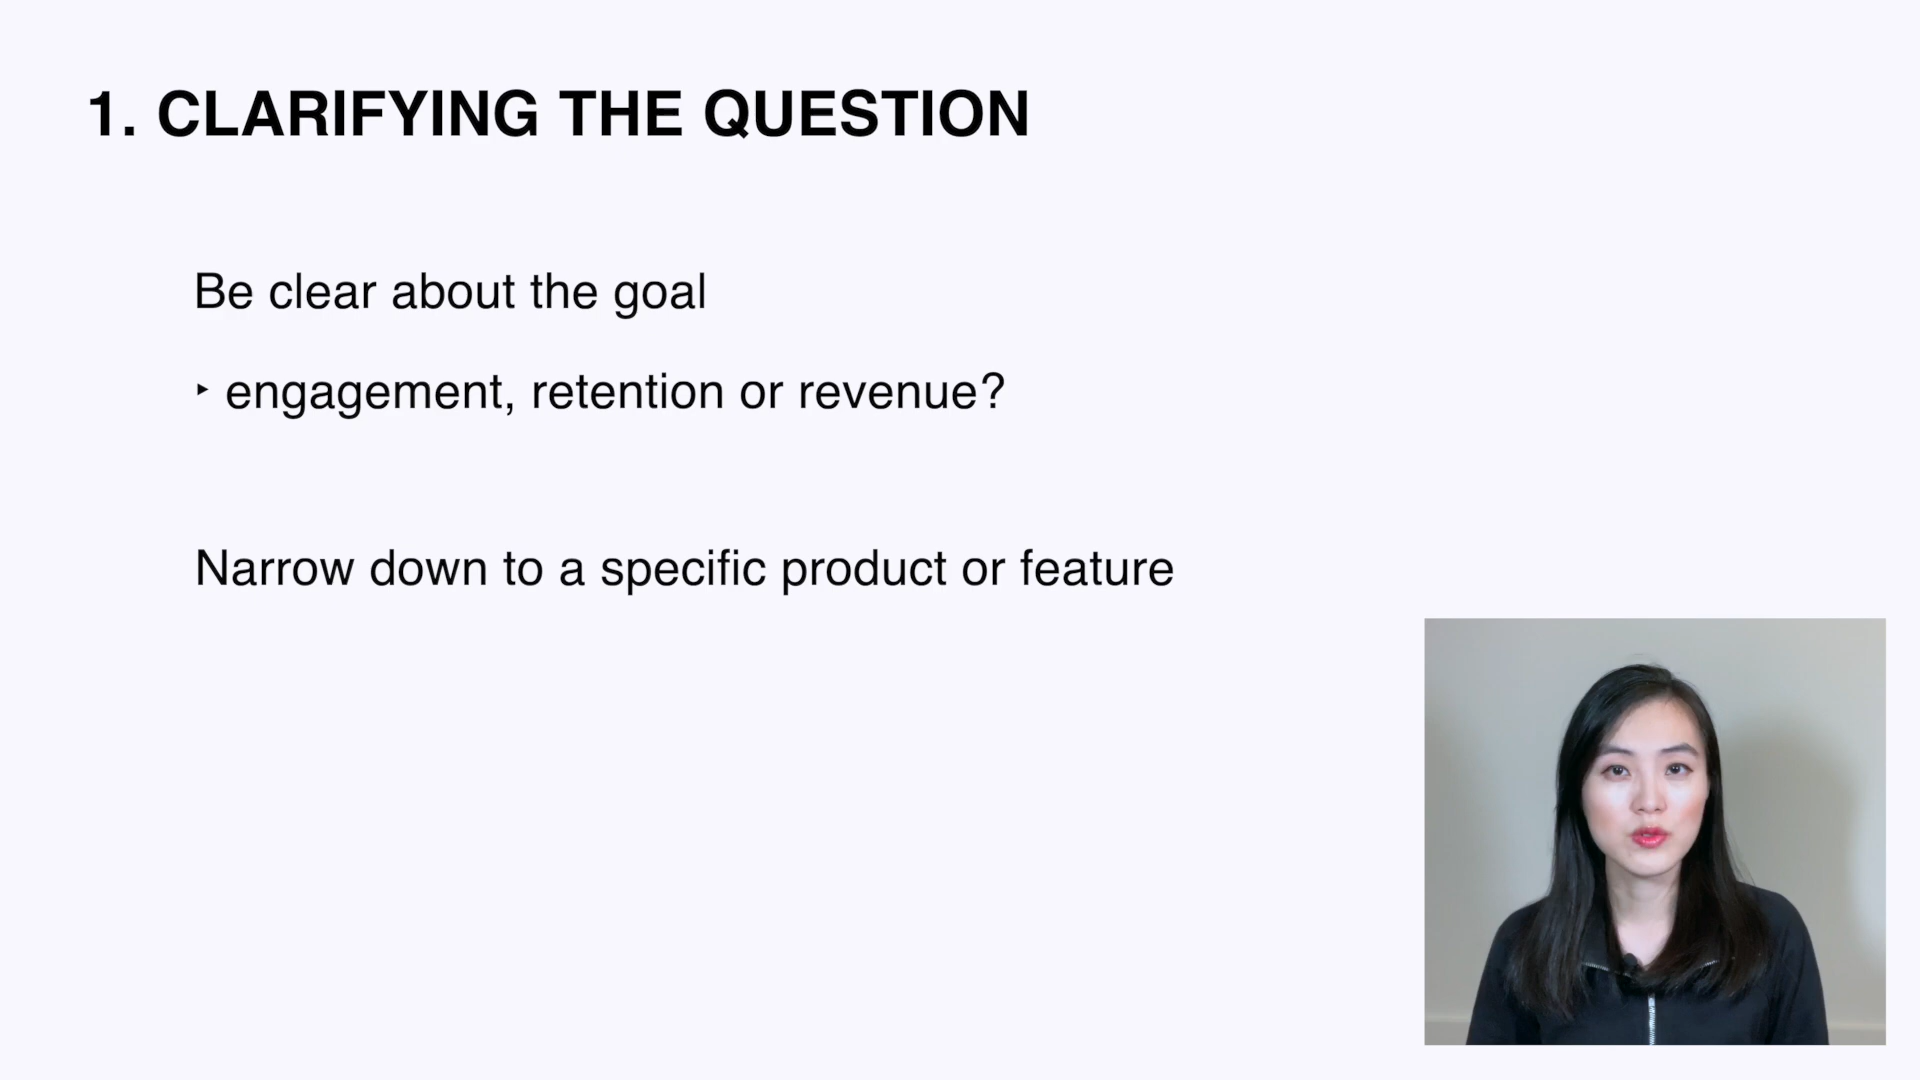 1. CLARIFYING THE QUESTION
Be clear about the goal
‣ engagement, retention or revenue?
Narrow down to a specific product or feature